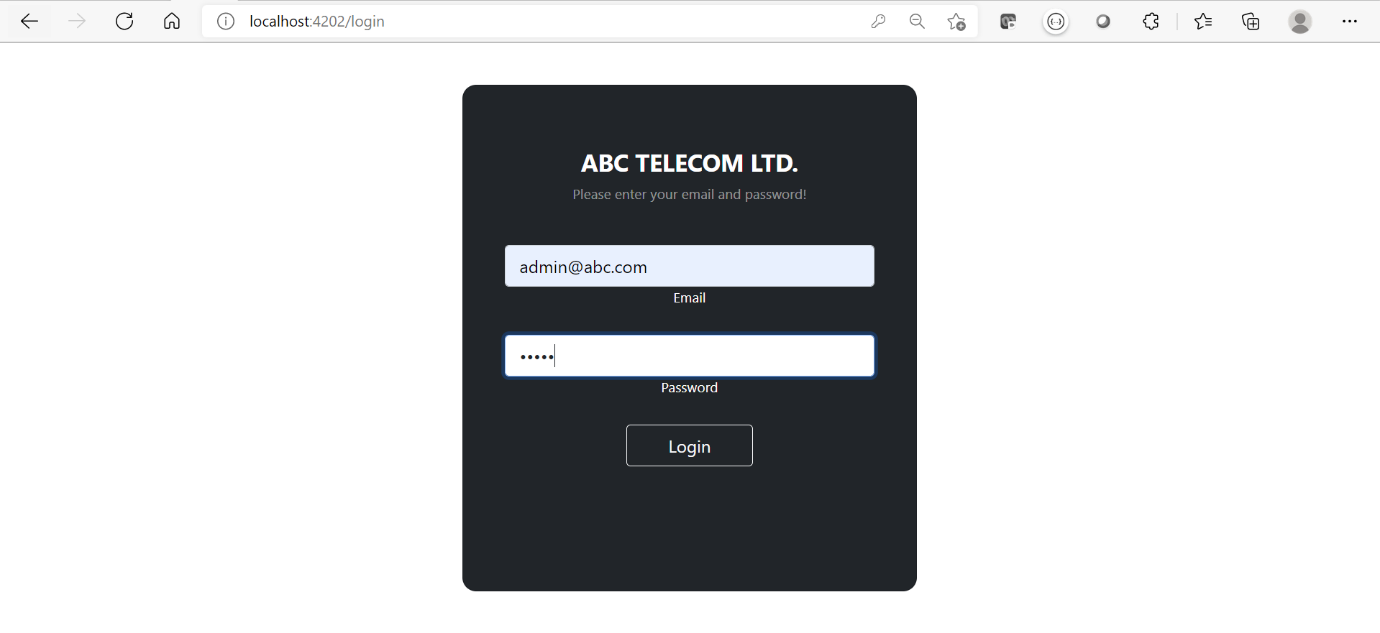 localhost:4202/login
ABC TELECOM LTD.
Please enter your email and password!
admin@abc.com
Email
•••••
Password
Login